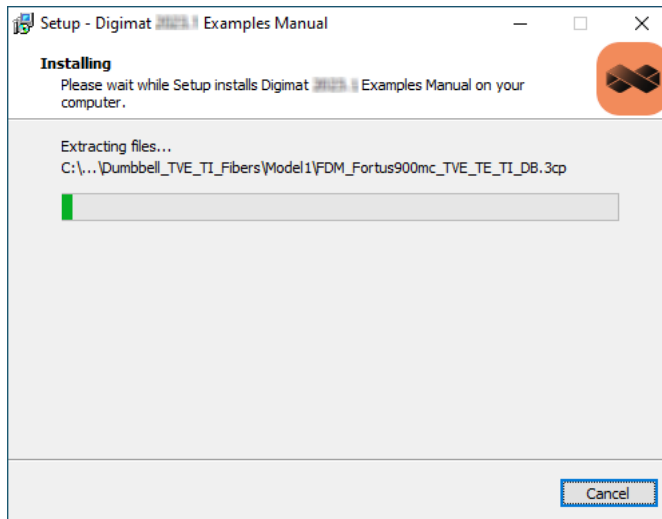 Setup - Digimat Examples Manual
Installing
Please wait while Setup installs Digimat Examples Manual on your
computer.
Extracting files...
C:\...\Dumbbell_TVE_TI_Fibers\Model1\FDM_Fortus900mc_TVE_TE_TI_DB.3cp
Cancel